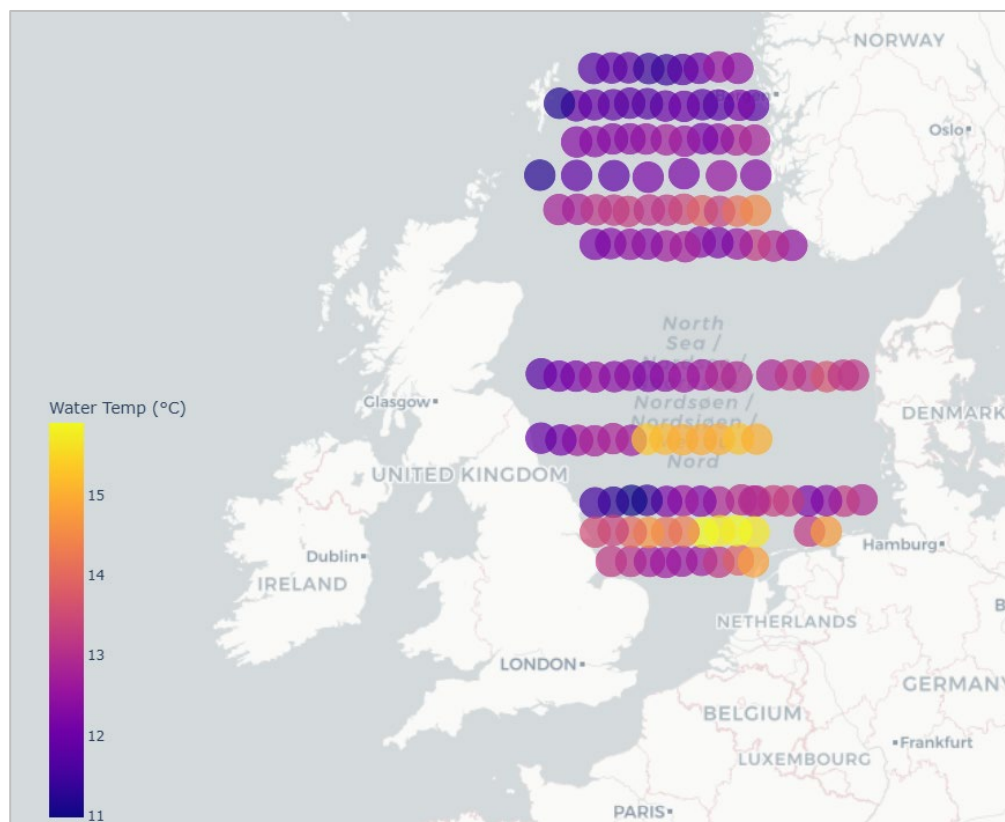 NORWAY
Oslo
North
Sea /
Glasgow
Nordsøen /
DENMARK
UNITED KINGDOM
Nord
Water Temp (°C)
15
Dublin
Hamburg
IRELAND
14
NETHERLANDS
13
LONDON
GERMANY
BELGIUM
12
Frankfurt
LUXEMBOURG
11
PARIS